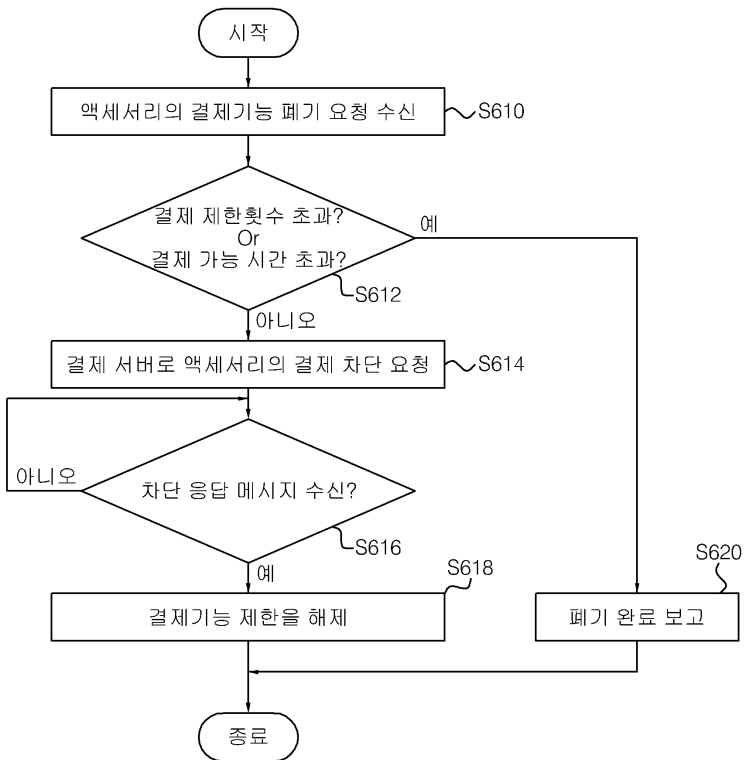 시작
액세서리의 결제기능 폐기 요청 수신
S610
결제 제한횟수 초과?
Or
결제 가능 시간 초과?
예
S612
아니오
결제 서버로 액세서리의 결제 차단 요청
S614
아니오
차단 응답 메시지 수신?
S616
예
S618
S620
결제기능 제한을 해제
폐기 완료 보고
종료